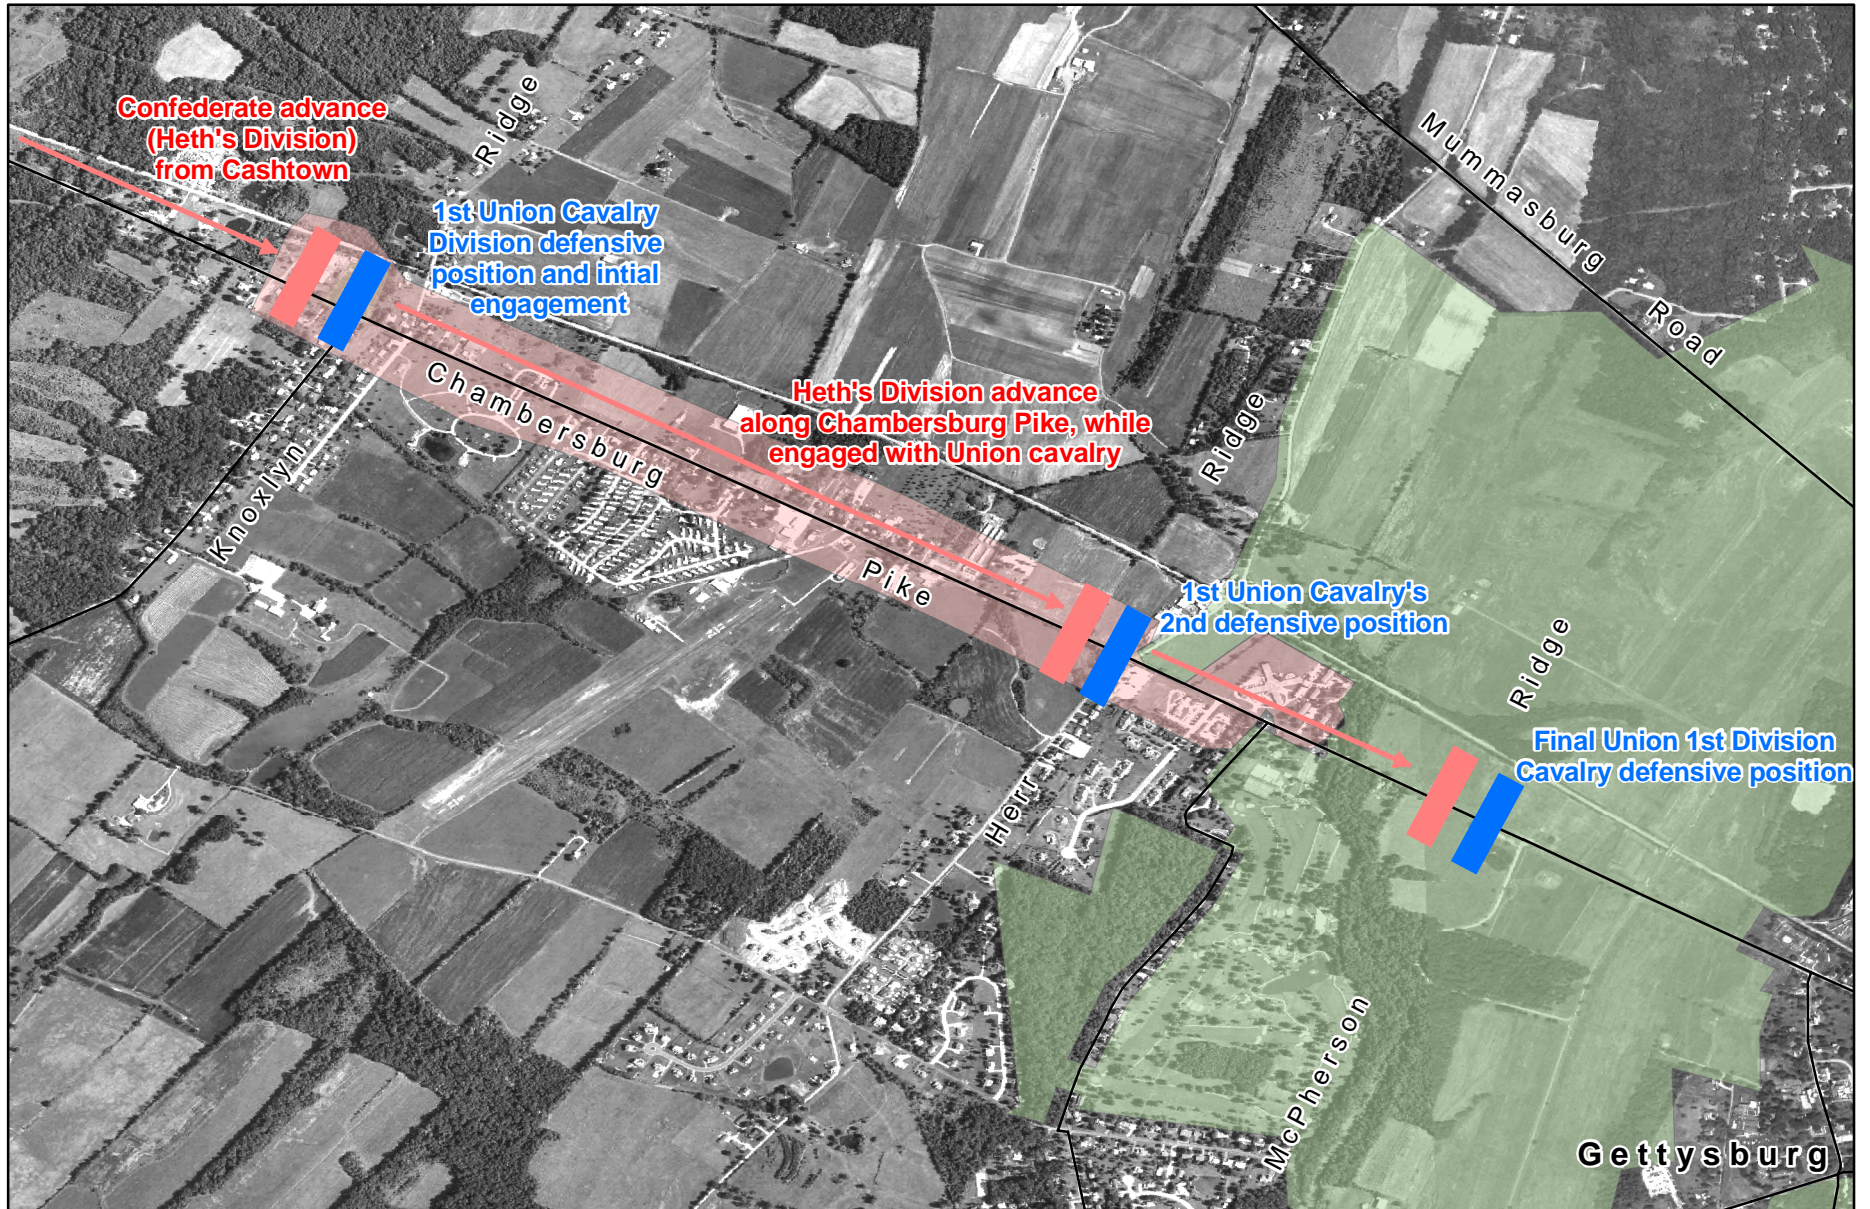 Confederate advance
(Heth's Division)
from Cashtown
1st Union Cavalry
Division defensive
position and intial
engagement
Knoxlyn Ridge
Mummasburg Road
Chambersburg Pike
Heth's Division advance
along Chambersburg Pike, while
engaged with Union cavalry
Herr Ridge
1st Union Cavalry's
2nd defensive position
McPherson Ridge
Final Union 1st Division
Cavalry defensive position
Gettysburg